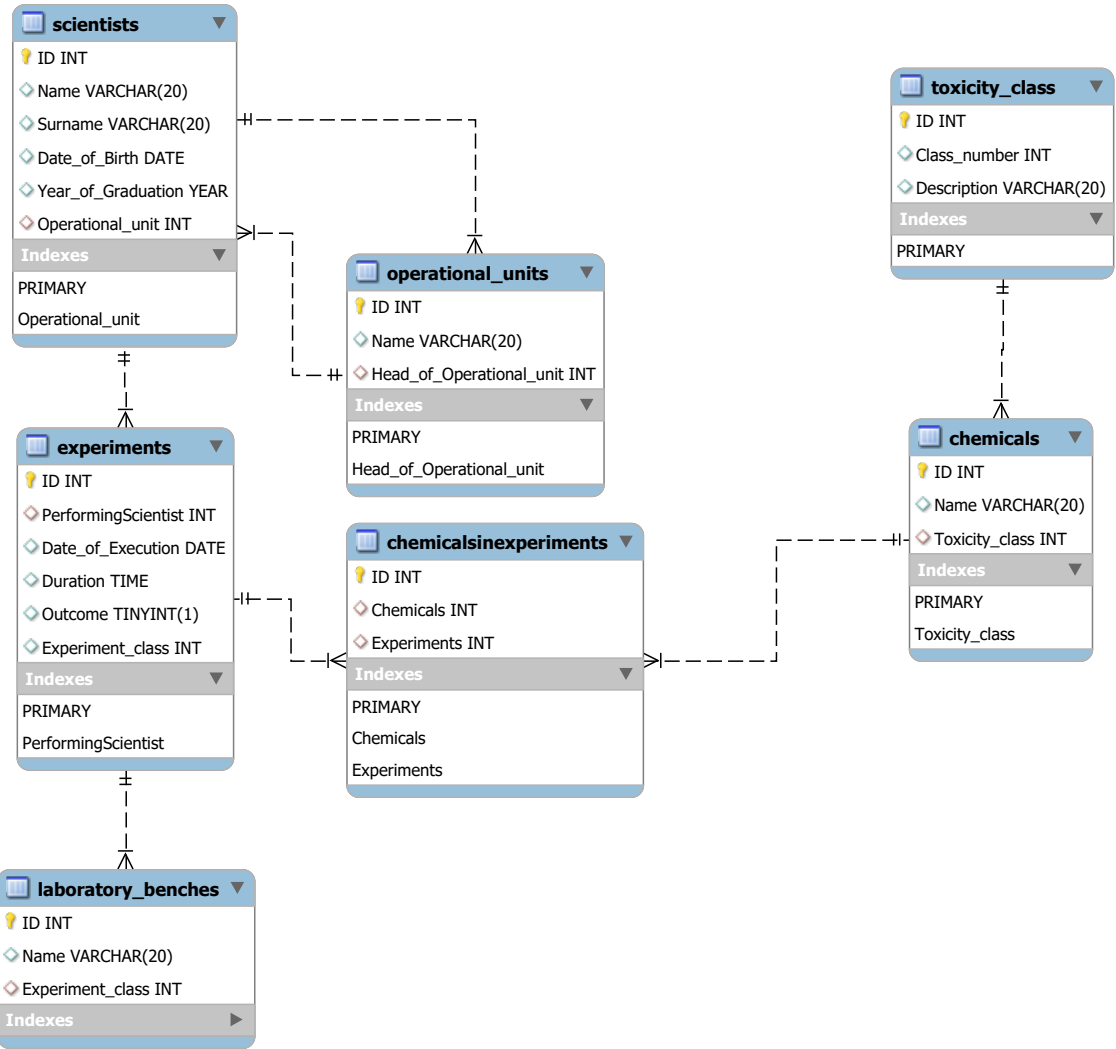 scientists
ID INT
Name VARCHAR(20)
Surname VARCHAR(20)
Date_of_Birth DATE
Year_of_Graduation YEAR
Operational_unit INT
Indexes
PRIMARY
Operational_unit
toxicity_class
ID INT
Class_number INT
Description VARCHAR(20)
Indexes
PRIMARY
operational_units
ID INT
Name VARCHAR(20)
Head_of_Operational_unit INT
Indexes
PRIMARY
Head_of_Operational_unit
chemicals
ID INT
Name VARCHAR(20)
Toxicity_class INT
Indexes
PRIMARY
Toxicity_class
experiments
ID INT
PerformingScientist INT
Date_of_Execution DATE
Duration TIME
Outcome TINYINT(1)
Experiment_class INT
Indexes
PRIMARY
PerformingScientist
chemicalsinexperiments
ID INT
Chemicals INT
Experiments INT
Indexes
PRIMARY
Chemicals
Experiments
laboratory_benches
ID INT
Name VARCHAR(20)
Experiment_class INT
Indexes